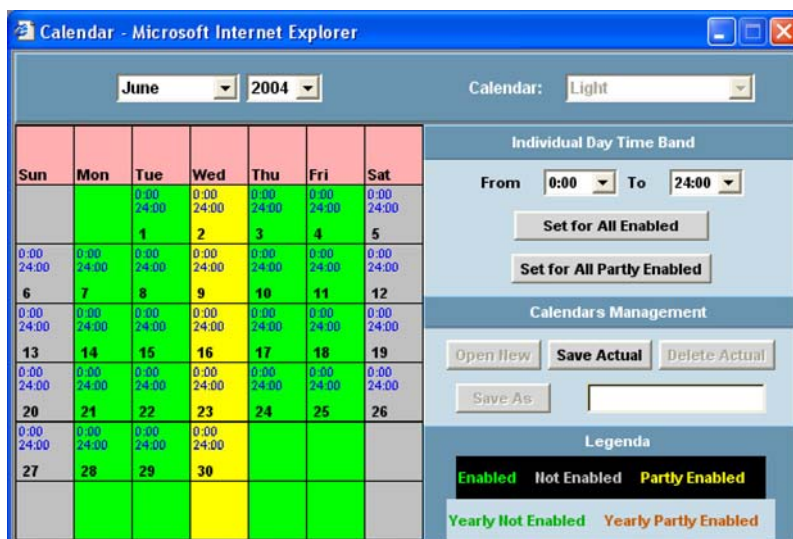 Calendar - Microsoft Internet Explorer
June 2004 Calendar: Light
Individual Day Time Band
Sun Mon Tue Wed Thu Fri Sat
From 0:00 To 24:00
0:00 0:00 0:00 0:00 0:00
24:00 24:00 24:00 24:00 24:00
1 2 3 4 5
Set for All Enabled
0:00 0:00 0:00 0:00 0:00 0:00 0:00
24:00 24:00 24:00 24:00 24:00 24:00 24:00
6 7 8 9 10 11 12
Set for All Partly Enabled
0:00 0:00 0:00 0:00 0:00 0:00 0:00
24:00 24:00 24:00 24:00 24:00 24:00 24:00
13 14 15 16 17 18 19
Calendars Management
Open New Save Actual Delete Actual
0:00 0:00 0:00 0:00 0:00 0:00 0:00
24:00 24:00 24:00 24:00 24:00 24:00 24:00
20 21 22 23 24 25 26
Save As
0:00 0:00 0:00 0:00
24:00 24:00 24:00 24:00
27 28 29 30
Legenda
Enabled Not Enabled Partly Enabled
Yearly Not Enabled Yearly Partly Enabled